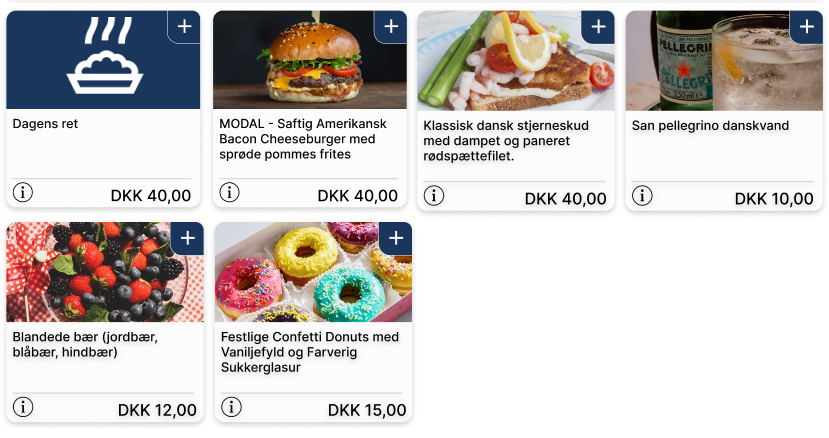 Dagens ret
DKK 40,00
MODAL - Saftig Amerikansk
Bacon Cheeseburger med
sprøde pommes frites
DKK 40,00
Klassisk dansk stjerneskud
med dampet og paneret
rødspættefilet.
DKK 40,00
S.PELLEGRINO
San pellegrino danskvand
DKK 10,00
Blandede bær (jordbær,
blåbær, hindbær)
DKK 12,00
Festlige Confetti Donuts med
Vaniljefyld og Farverig
Sukkerglasur
DKK 15,00